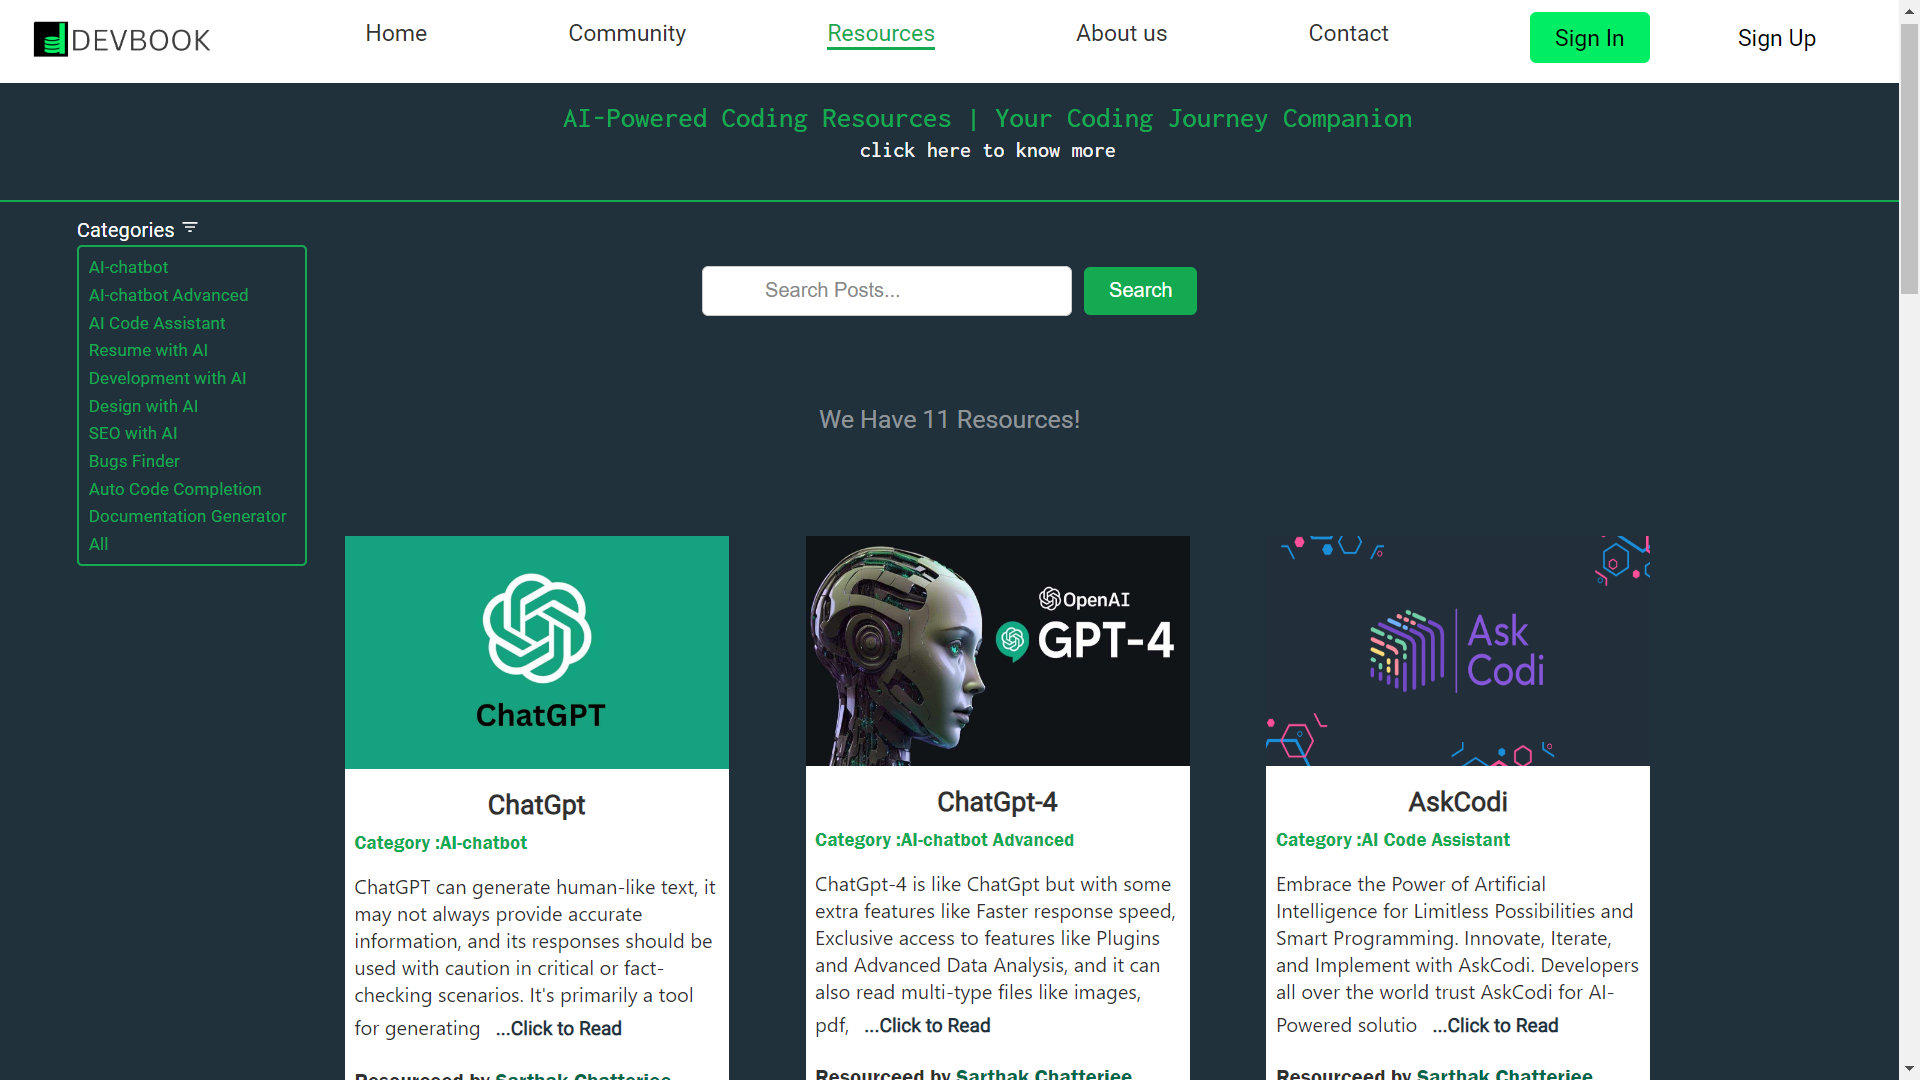 DEVBOOK
Home
Community
Resources
About us
Contact
Sign In
Sign Up
AI-Powered Coding Resources | Your Coding Journey Companion
click here to know more
Categories
AI-chatbot
AI-chatbot Advanced
AI Code Assistant
Resume with AI
Development with AI
Design with AI
SEO with AI
Bugs Finder
Auto Code Completion
Documentation Generator
All
Search Posts...
Search
We Have 11 Resources!
ChatGPT
ChatGpt
Category :AI-chatbot
ChatGPT can generate human-like text, it
may not always provide accurate
information, and its responses should be
used with caution in critical or fact-
checking scenarios. It's primarily a tool
for generating ...Click to Read
Resourceed by Sarthak Chatterjee
OpenAI
GPT-4
ChatGpt-4
Category :AI-chatbot Advanced
ChatGpt-4 is like ChatGpt but with some
extra features like Faster response speed,
Exclusive access to features like Plugins
and Advanced Data Analysis, and it can
also read multi-type files like images,
pdf, ...Click to Read
Resourceed by Sarthak Chatterjee
Ask
Codi
AskCodi
Category :AI Code Assistant
Embrace the Power of Artificial
Intelligence for Limitless Possibilities and
Smart Programming. Innovate, Iterate,
and Implement with AskCodi. Developers
all over the world trust AskCodi for AI-
Powered solutio ...Click to Read
Resourceed by Sarthak Chatterjee